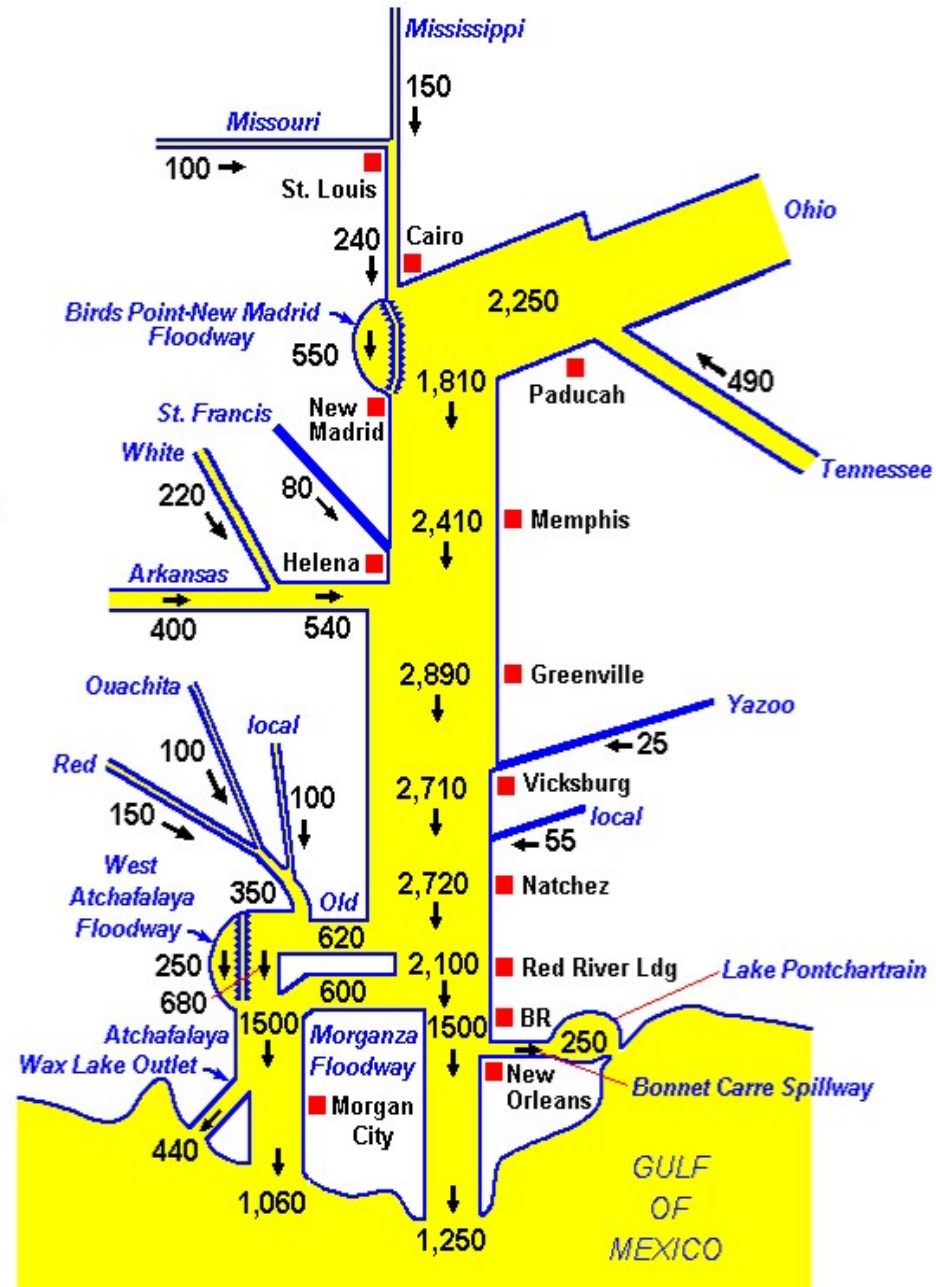 Mississippi
150
Missouri
100
St. Louis
Ohio
240
Cairo
2,250
Birds Point-New Madrid
Floodway
550
1,810
490
Paducah
New
Madrid
St. Francis
White
Tennessee
220
80
2,410
Memphis
Helena
Arkansas
400
540
2,890
Greenville
Ouachita
local
Yazoo
25
Red
100
100
150
2,710
Vicksburg
local
55
West
Atchafalaya
Floodway
350
Old
2,720
Natchez
620
250
680
600
2,100
Red River Ldg
Lake Pontchartrain
BR
1500
1500
250
Atchafalaya
Wax Lake Outlet
Morganza
Floodway
New
Orleans
Bonnet Carre Spillway
Morgan
City
440
1,060
1,250
GULF
OF
MEXICO